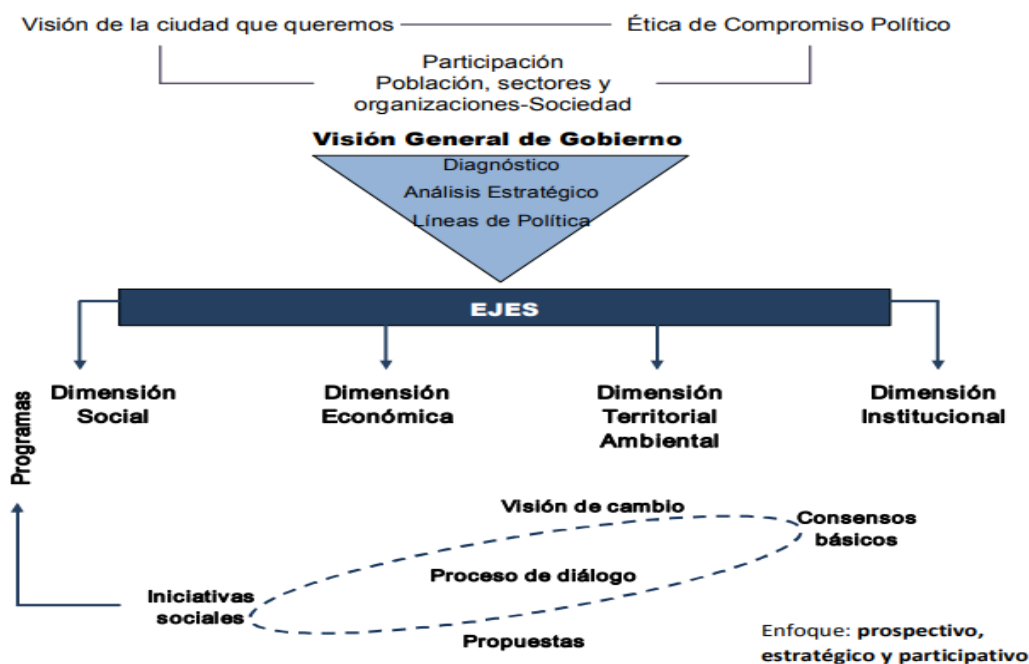 Visión de la ciudad que queremos
Ética de Compromiso Político
Participación
Población, sectores y
organizaciones-Sociedad
Visión General de Gobierno
Diagnóstico
Análisis Estratégico
Líneas de Política
EJES
Dimensión
Social
Dimensión
Económica
Dimensión
Territorial
Ambiental
Dimensión
Institucional
Programas
Visión de cambio
Consensos
básicos
Proceso de diálogo
Iniciativas
sociales
Propuestas
Enfoque: prospectivo,
estratégico y participativo